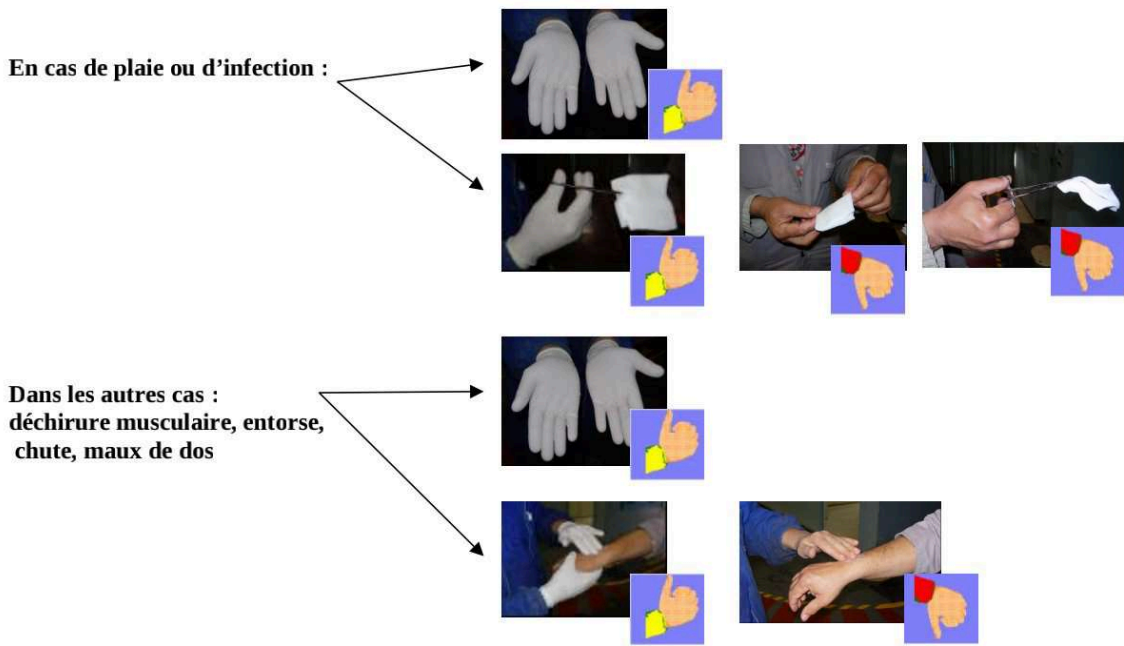 En cas de plaie ou d’infection :
Dans les autres cas :
déchirure musculaire, entorse,
chute, maux de dos